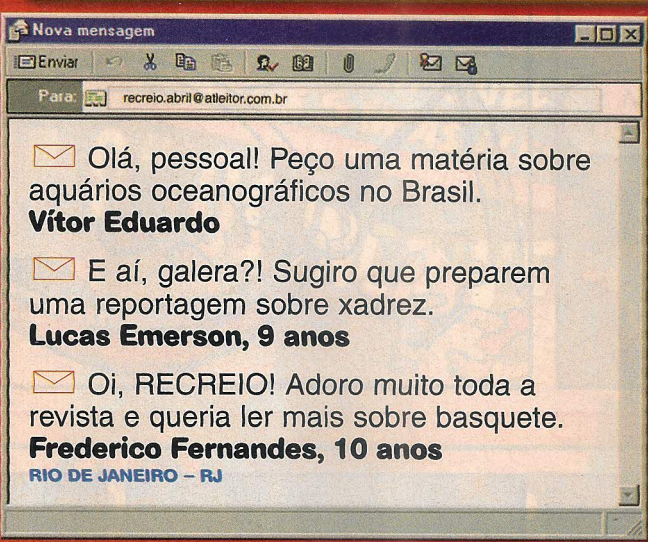 Nova mensagem
Enviar
Para: recreio.abril@atleitor.com.br
Olá, pessoal! Peço uma matéria sobre
aquários oceanográficos no Brasil.
Vítor Eduardo
E aí, galera?! Sugiro que preparem
uma reportagem sobre xadrez.
Lucas Emerson, 9 anos
Oi, RECREIO! Adoro muito toda a
revista e queria ler mais sobre basquete.
Frederico Fernandes, 10 anos
RIO DE JANEIRO – RJ